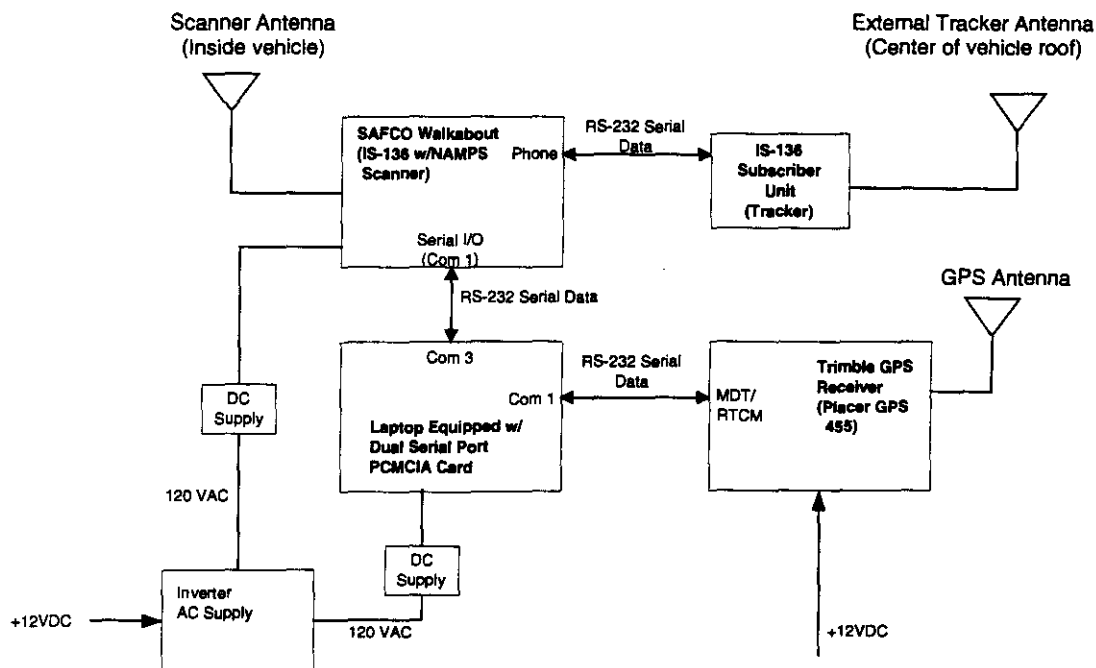 Scanner Antenna
(Inside vehicle)
External Tracker Antenna
(Center of vehicle roof)
SAFCO Walkabout
(IS-136 w/NAMPS
Scanner)
Phone
Serial I/O
(Com 1)
RS-232 Serial
Data
IS-136
Subscriber
Unit
(Tracker)
RS-232 Serial Data
GPS Antenna
Com 3
Com 1
Laptop Equipped w/
Dual Serial Port
PCMCIA Card
RS-232 Serial
Data
MDT/
RTCM
Trimble GPS
Receiver
(Placer GPS
455)
DC
Supply
120 VAC
DC
Supply
Inverter
AC Supply
+12VDC
120 VAC
+12VDC